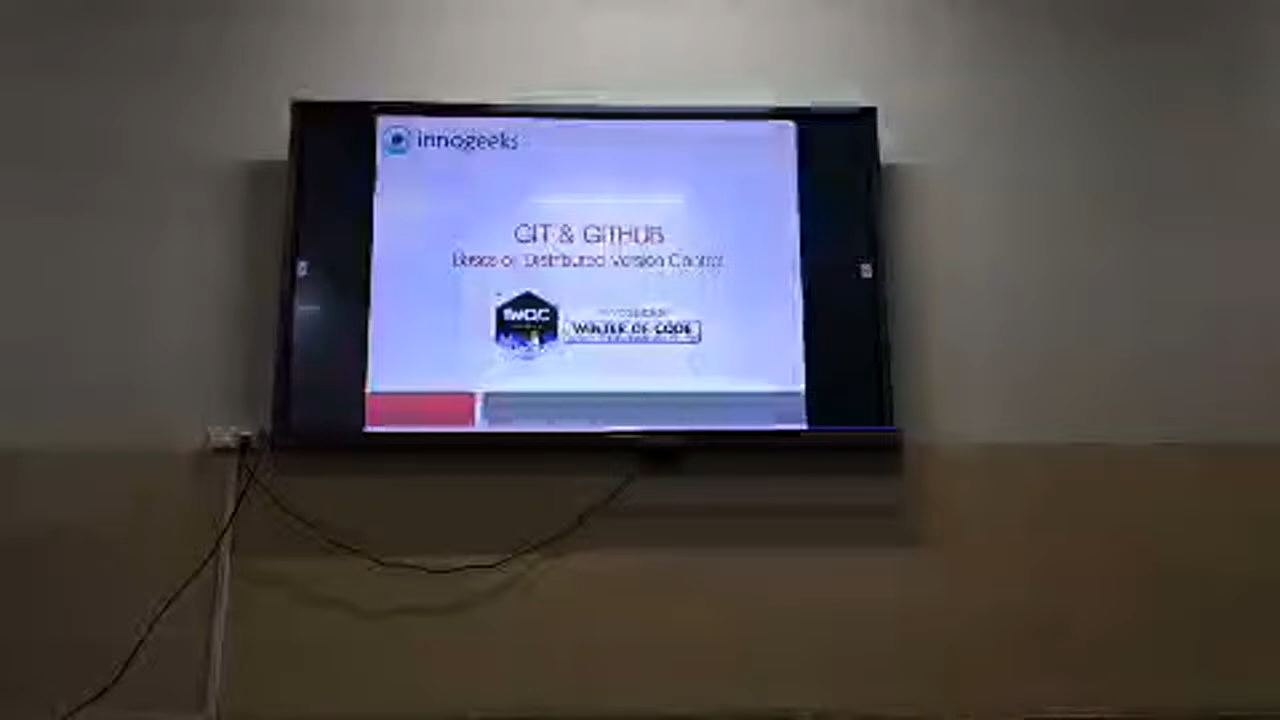 innogeeks
GIT & GITHUB
Basics of Distributed Version Control
WINTER OF CODE